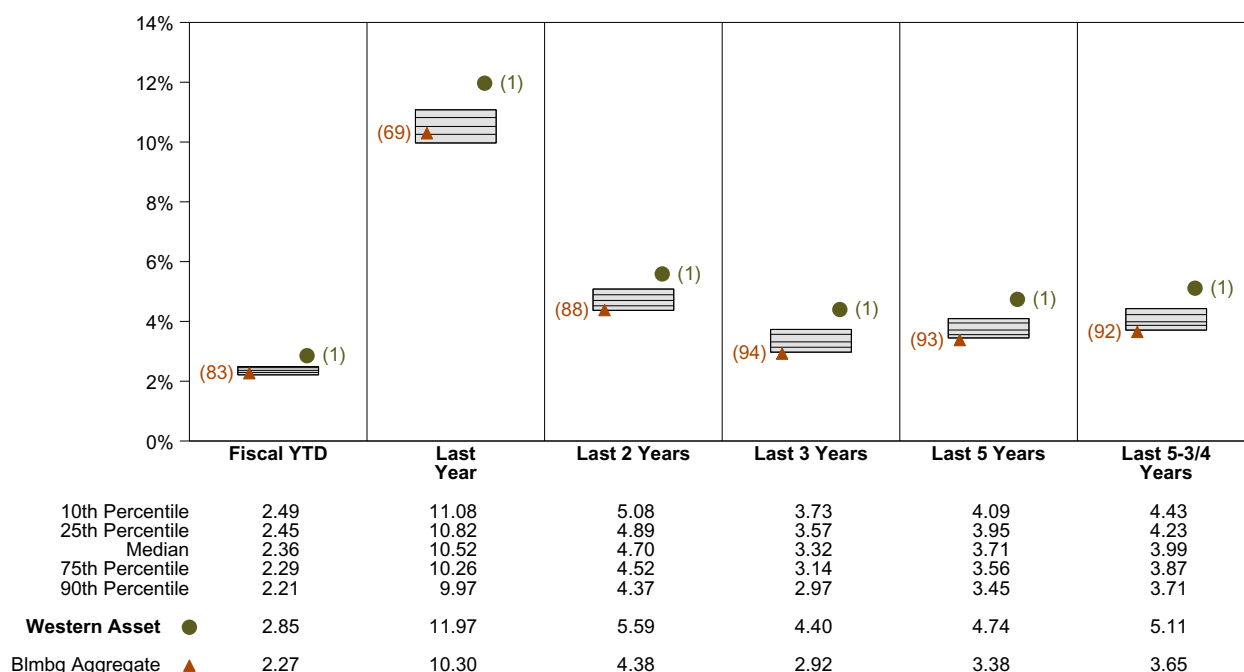 14%
12%
10%
8%
6%
4%
2%
0%
(83) (1)
(69) (1)
(88) (1)
(94) (1)
(93) (1)
(92) (1)
Fiscal YTD Last Year Last 2 Years Last 3 Years Last 5 Years Last 5-3/4 Years
10th Percentile 2.49 11.08 5.08 3.73 4.09 4.43
25th Percentile 2.45 10.82 4.89 3.57 3.95 4.23
Median 2.36 10.52 4.70 3.32 3.71 3.99
75th Percentile 2.29 10.26 4.52 3.14 3.56 3.87
90th Percentile 2.21 9.97 4.37 2.97 3.45 3.71
Western Asset 2.85 11.97 5.59 4.40 4.74 5.11
Blmbg Aggregate 2.27 10.30 4.38 2.92 3.38 3.65